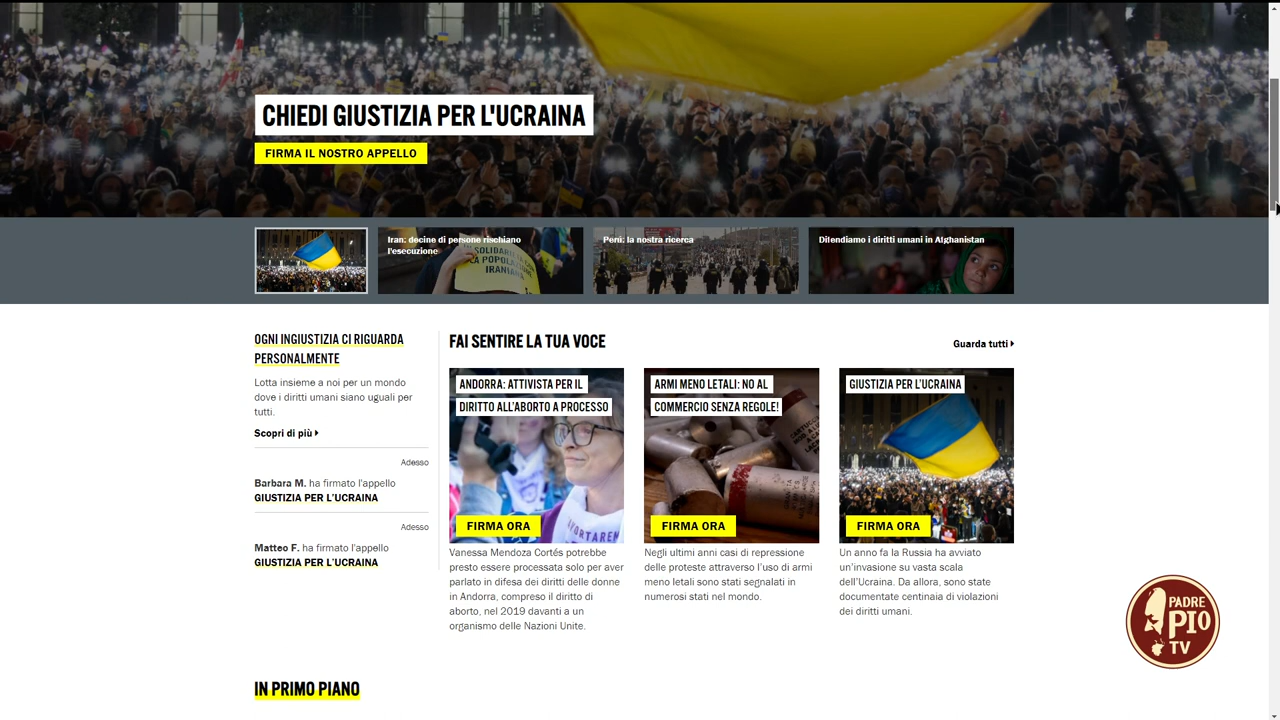 CHIEDI GIUSTIZIA PER L'UCRAINA
FIRMA IL NOSTRO APPELLO
Iran: decine di persone rischiano
l'esecuzione
SOLIDARI
LA POPOLA
IRANIANA
Perù: la nostra ricerca
Difendiamo i diritti umani in Afghanistan
OGNI INGIUSTIZIA CI RIGUARDA
PERSONALMENTE
Lotta insieme a noi per un mondo
dove i diritti umani siano uguali per
tutti.
Scopri di più
Adesso
Barbara M. ha firmato l'appello
GIUSTIZIA PER L'UCRAINA
Adesso
Matteo F. ha firmato l'appello
GIUSTIZIA PER L'UCRAINA
FAI SENTIRE LA TUA VOCE
Guarda tutti
ANDORRA: ATTIVISTA PER IL
DIRITTO ALL'ABORTO A PROCESSO
FIRMA ORA
Vanessa Mendoza Cortés potrebbe
presto essere processata solo per aver
parlato in difesa dei diritti delle donne
in Andorra, compreso il diritto di
aborto, nel 2019 davanti a un
organismo delle Nazioni Unite.
ARMI MENO LETALI: NO AL
COMMERCIO SENZA REGOLE!
FIRMA ORA
Negli ultimi anni casi di repressione
delle proteste attraverso l'uso di armi
meno letali sono stati segnalati in
numerosi stati nel mondo.
GIUSTIZIA PER L'UCRAINA
FIRMA ORA
Un anno fa la Russia ha avviato
un'invasione su vasta scala
dell'Ucraina. Da allora, sono state
documentate centinaia di violazioni
dei diritti umani.
PADRE
PIO
TV
IN PRIMO PIANO